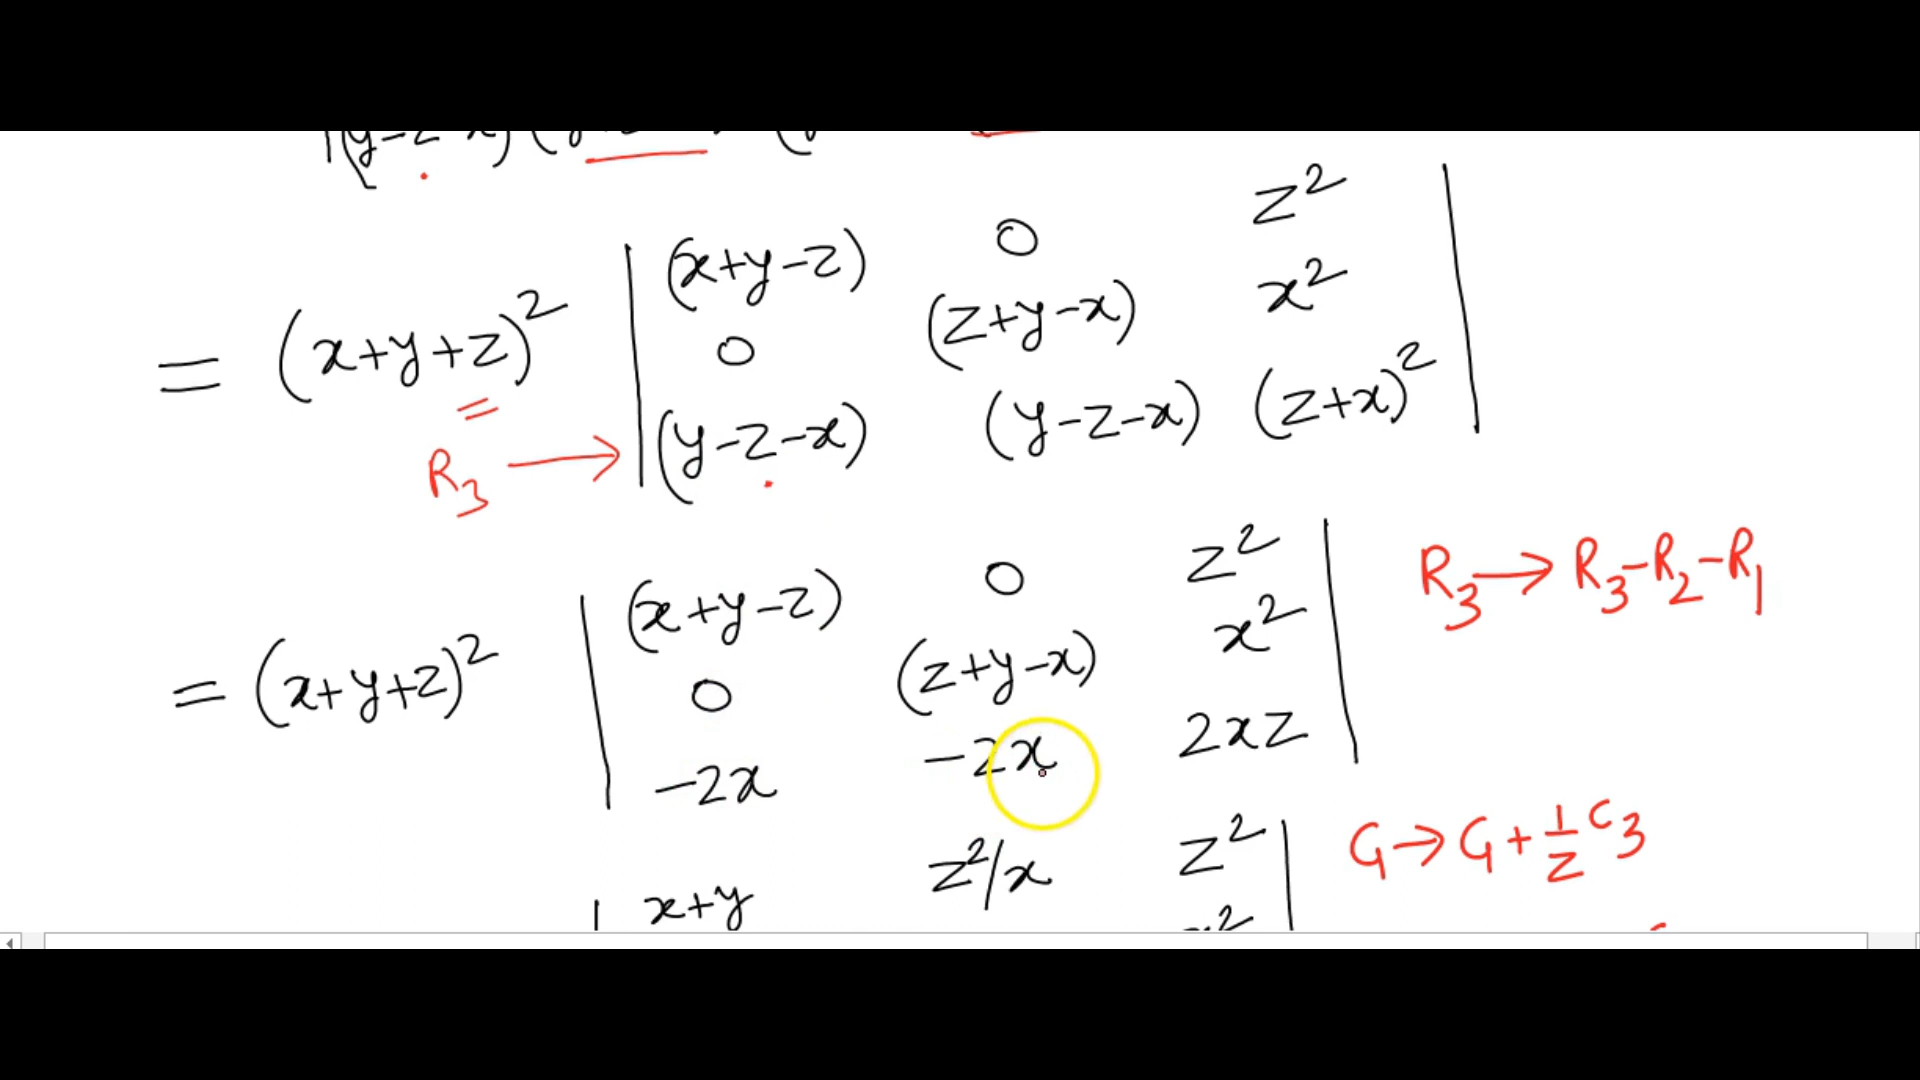 = (x+y+z)² | (x+y-z) 0 z² |
0 (z+y-x) x²
R₃ → | (y-z-x) (y-z-x) (z+x)² |
= (x+y+z)² | (x+y-z) 0 z² | R₃ → R₃-R₂-R₁
0 (z+y-x) x²
-2x -2x 2xz
| x+y z²/x z² | C₁ → C₁ + 1/z C₃